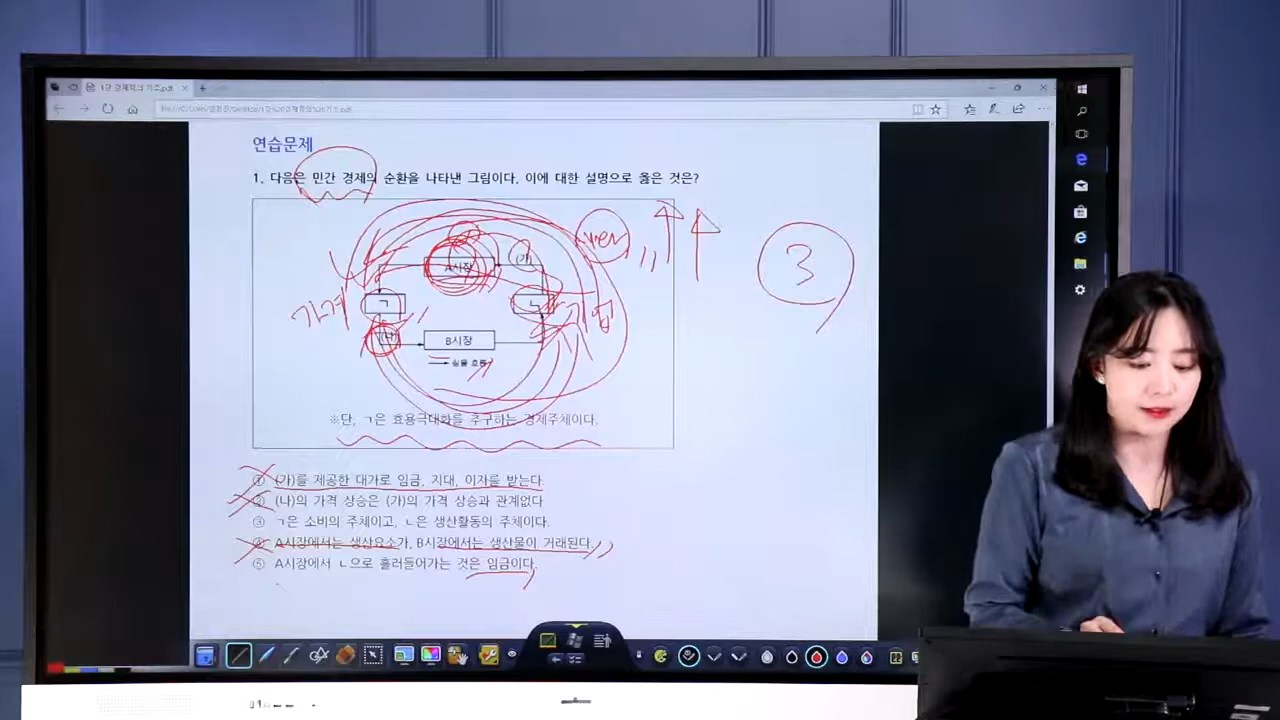 1장 경제학의 기초.pdf
연습문제
1. 다음은 민간 경제의 순환을 나타낸 그림이다. 이에 대한 설명으로 옳은 것은?
A시장
(가)
ㄱ
ㄴ
가계
기업
(나)
B시장
실물 흐름
※단, ㄱ은 효용극대화를 추구하는 경제주체이다.
3
① (가)를 제공한 대가로 임금, 지대, 이자를 받는다.
② (나)의 가격 상승은 (가)의 가격 상승과 관계없다
③ ㄱ은 소비의 주체이고, ㄴ은 생산활동의 주체이다.
④ A시장에서는 생산요소가, B시장에서는 생산물이 거래된다.
⑤ A시장에서 ㄴ으로 흘러들어가는 것은 임금이다.